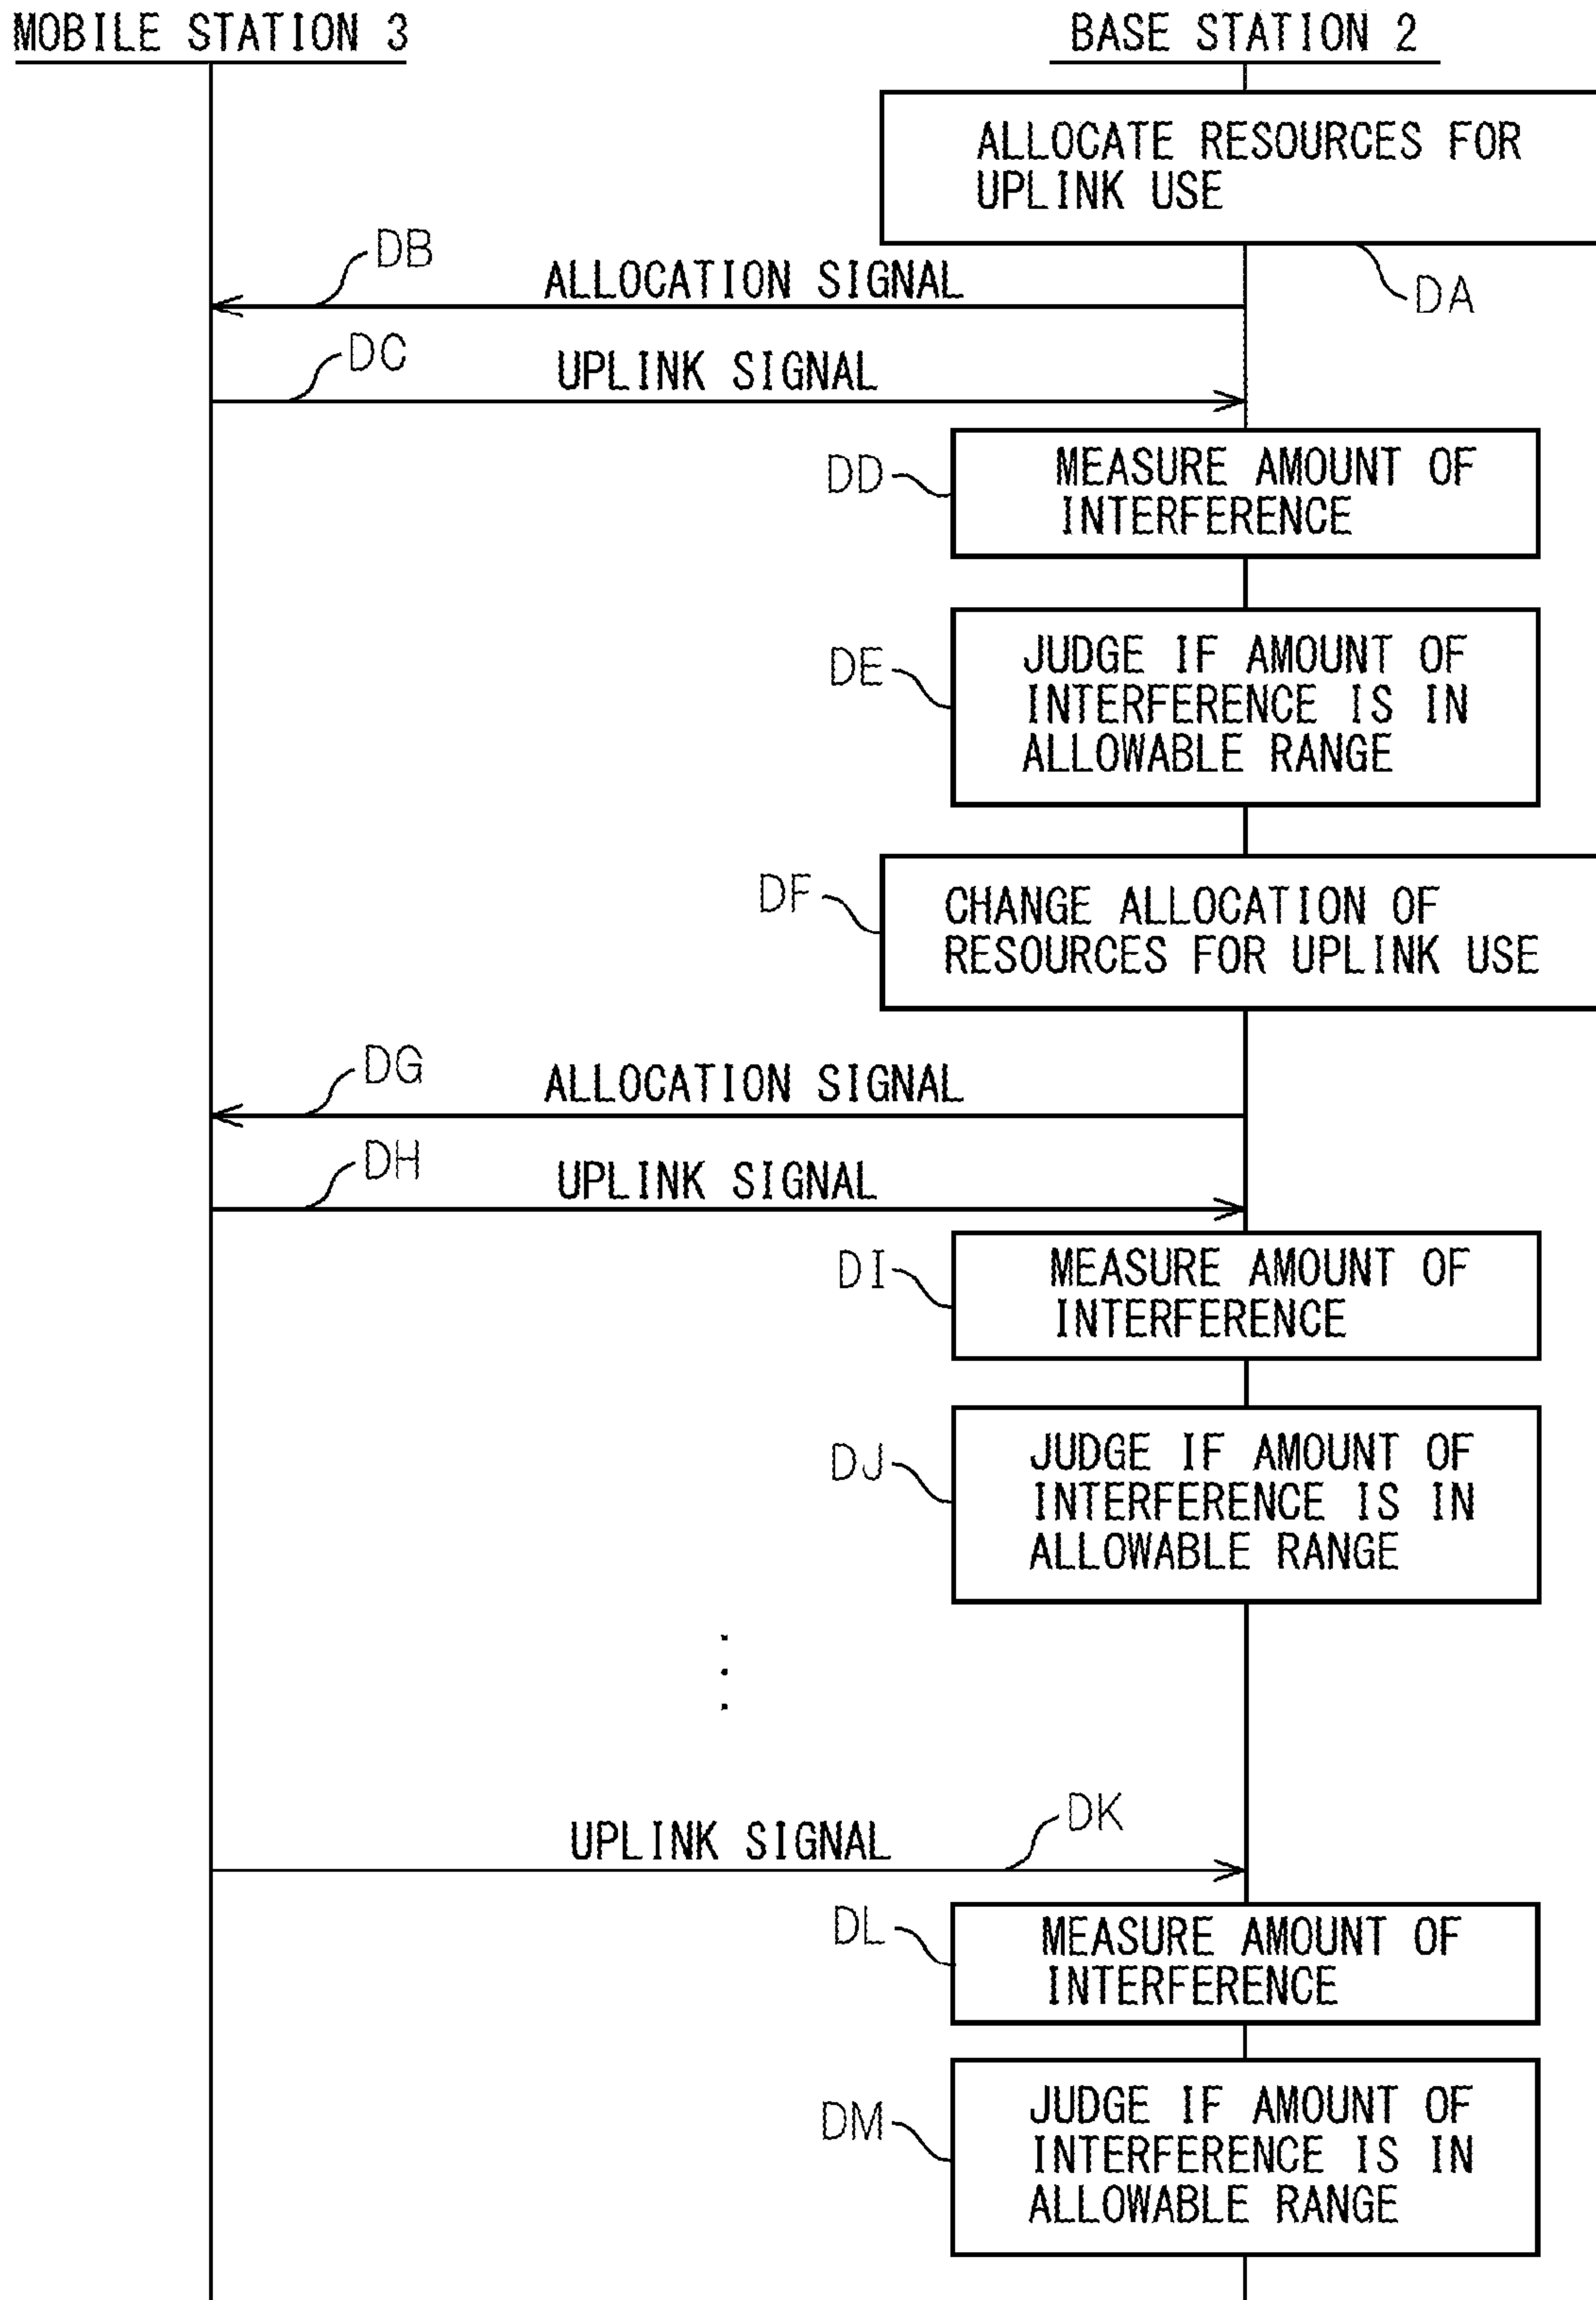 MOBILE STATION 3
BASE STATION 2
ALLOCATE RESOURCES FOR
UPLINK USE
DA
DB
ALLOCATION SIGNAL
DC
UPLINK SIGNAL
DD
MEASURE AMOUNT OF
INTERFERENCE
DE
JUDGE IF AMOUNT OF
INTERFERENCE IS IN
ALLOWABLE RANGE
DF
CHANGE ALLOCATION OF
RESOURCES FOR UPLINK USE
DG
ALLOCATION SIGNAL
DH
UPLINK SIGNAL
DI
MEASURE AMOUNT OF
INTERFERENCE
DJ
JUDGE IF AMOUNT OF
INTERFERENCE IS IN
ALLOWABLE RANGE
DK
UPLINK SIGNAL
DL
MEASURE AMOUNT OF
INTERFERENCE
DM
JUDGE IF AMOUNT OF
INTERFERENCE IS IN
ALLOWABLE RANGE